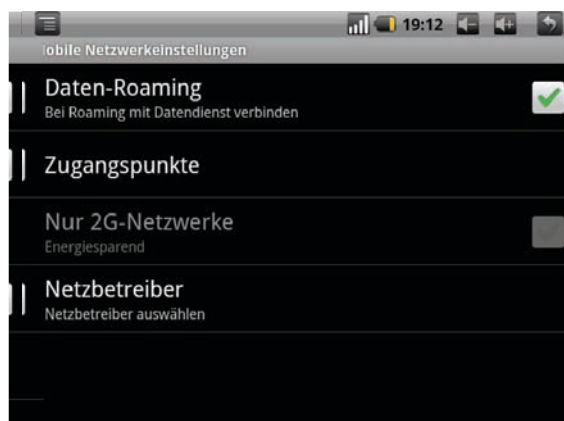 19:12
obile Netzwerkeinstellungen
Daten-Roaming
Bei Roaming mit Datendienst verbinden
Zugangspunkte
Nur 2G-Netzwerke
Energiesparend
Netzbetreiber
Netzbetreiber auswählen